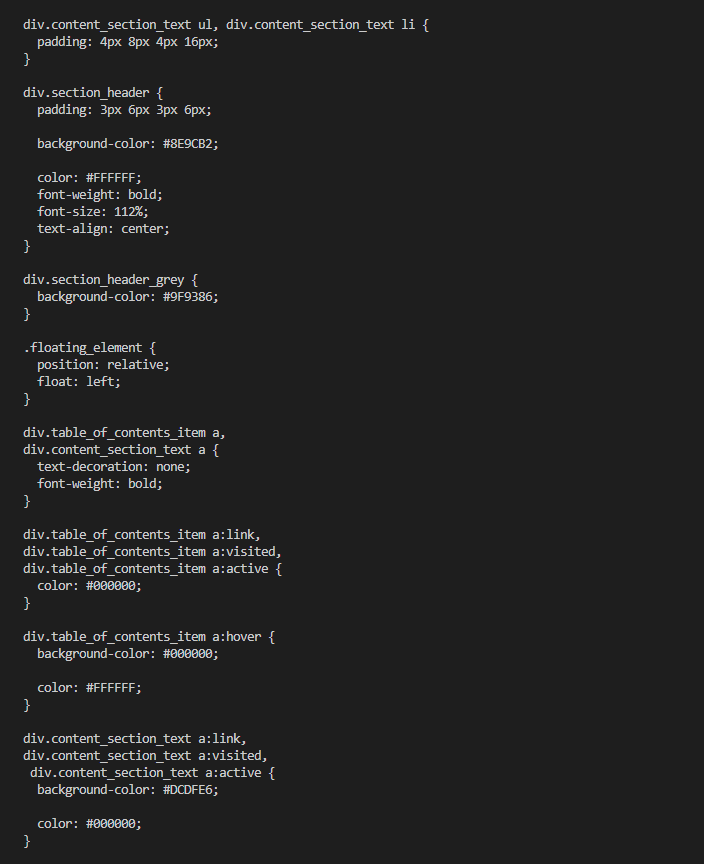 div.content_section_text ul, div.content_section_text li {
  padding: 4px 8px 4px 16px;
}

div.section_header {
  padding: 3px 6px 3px 6px;

  background-color: #8E9CB2;

  color: #FFFFFF;
  font-weight: bold;
  font-size: 112%;
  text-align: center;
}

div.section_header_grey {
  background-color: #9F9386;
}

.floating_element {
  position: relative;
  float: left;
}

div.table_of_contents_item a,
div.content_section_text a {
  text-decoration: none;
  font-weight: bold;
}

div.table_of_contents_item a:link,
div.table_of_contents_item a:visited,
div.table_of_contents_item a:active {
  color: #000000;
}

div.table_of_contents_item a:hover {
  background-color: #000000;

  color: #FFFFFF;
}

div.content_section_text a:link,
div.content_section_text a:visited,
 div.content_section_text a:active {
  background-color: #DCDFE6;

  color: #000000;
}